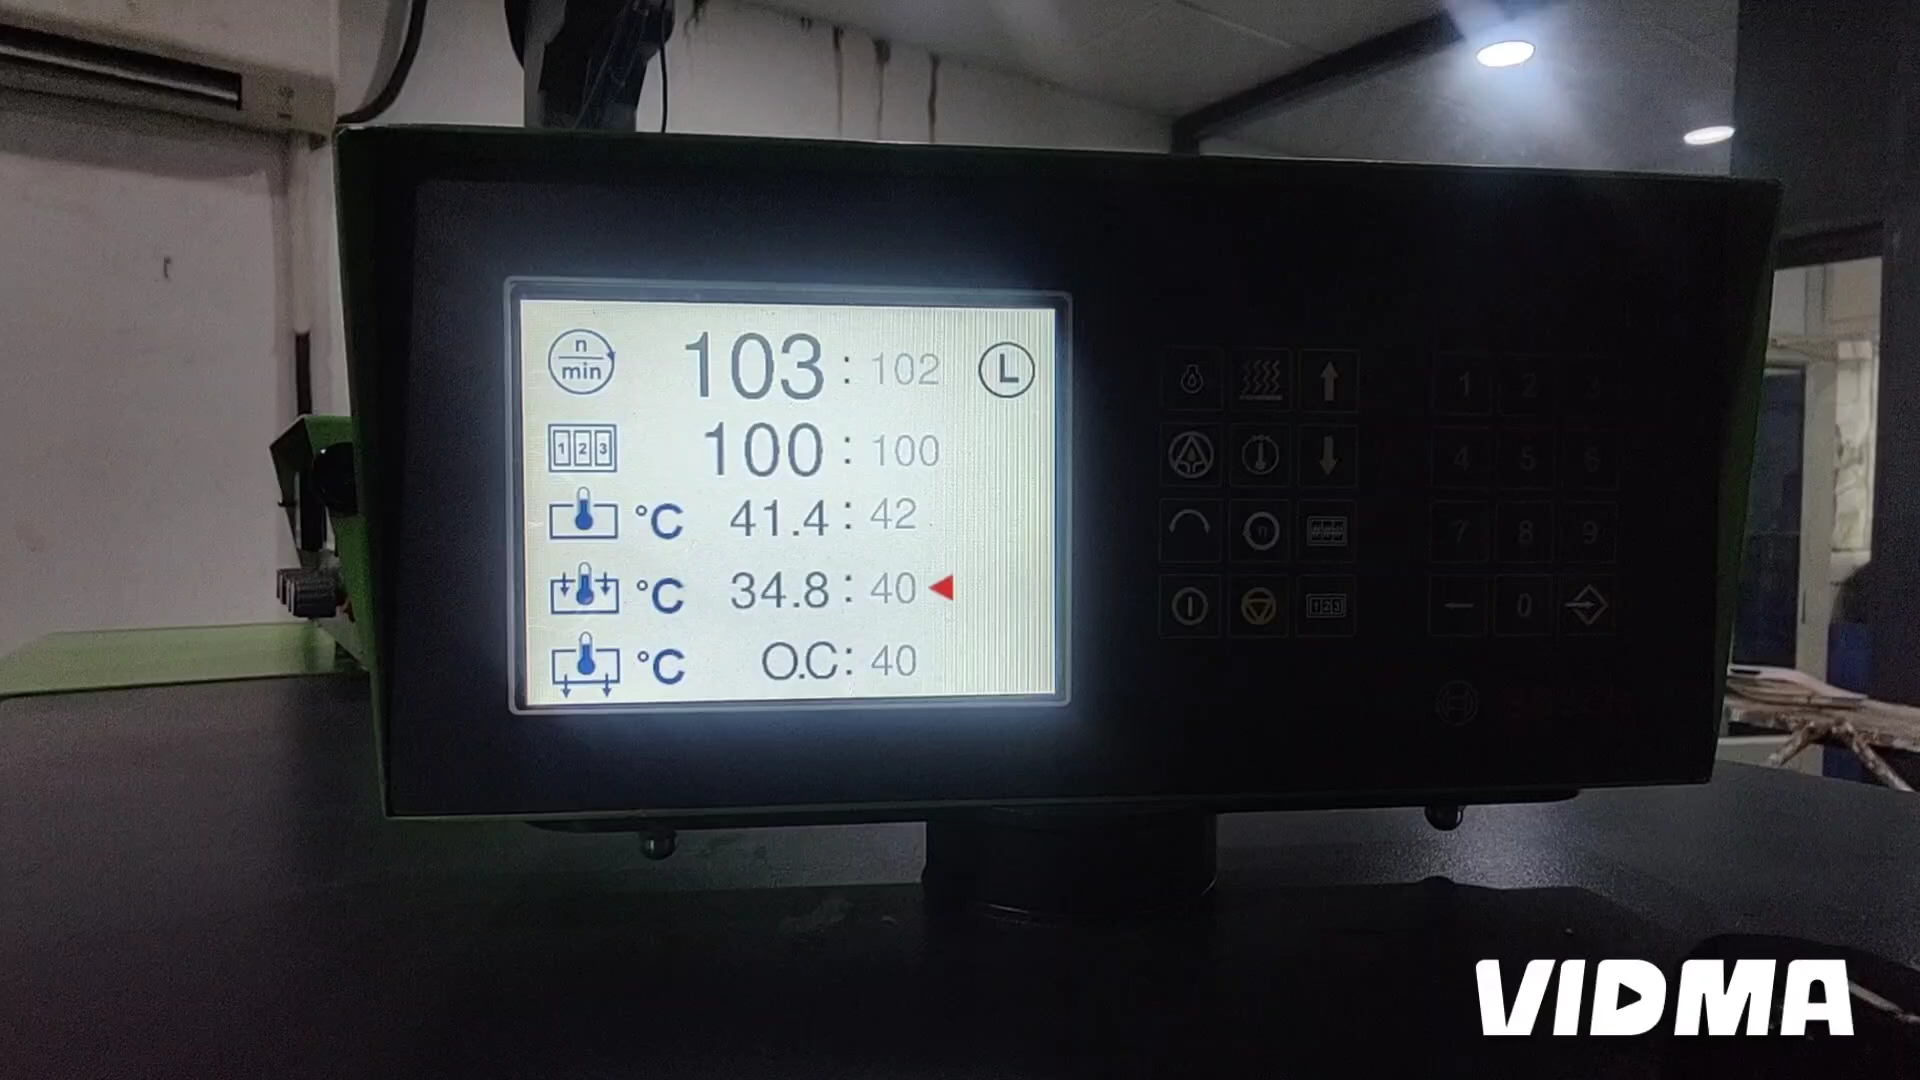 n
min
103 : 102
L
1 2 3
100 : 100
°C 41.4 : 42
°C 34.8 : 40
°C O.C : 40
1 2 3
4 5 6
7 8 9
n
123
0
VIDMA